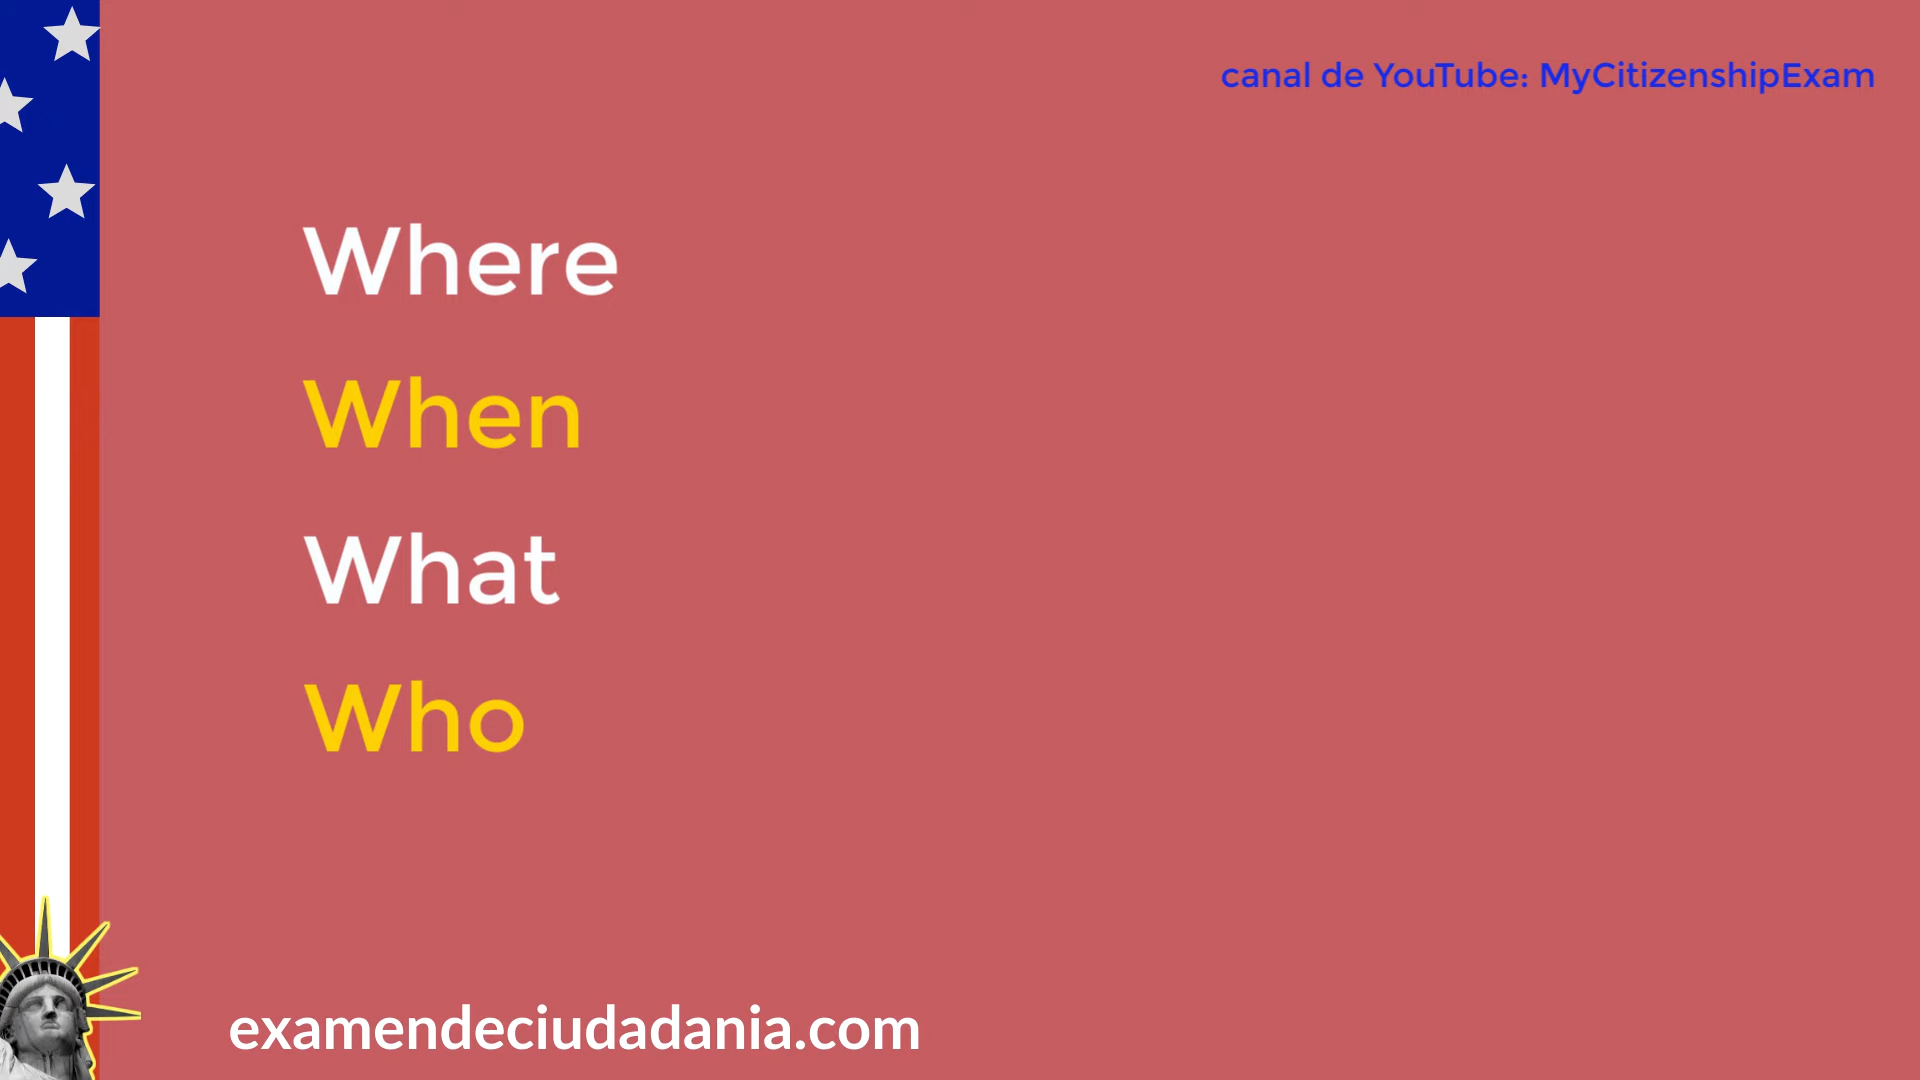 canal de YouTube: MyCitizenshipExam
Where
When
What
Who
examendeciudadania.com